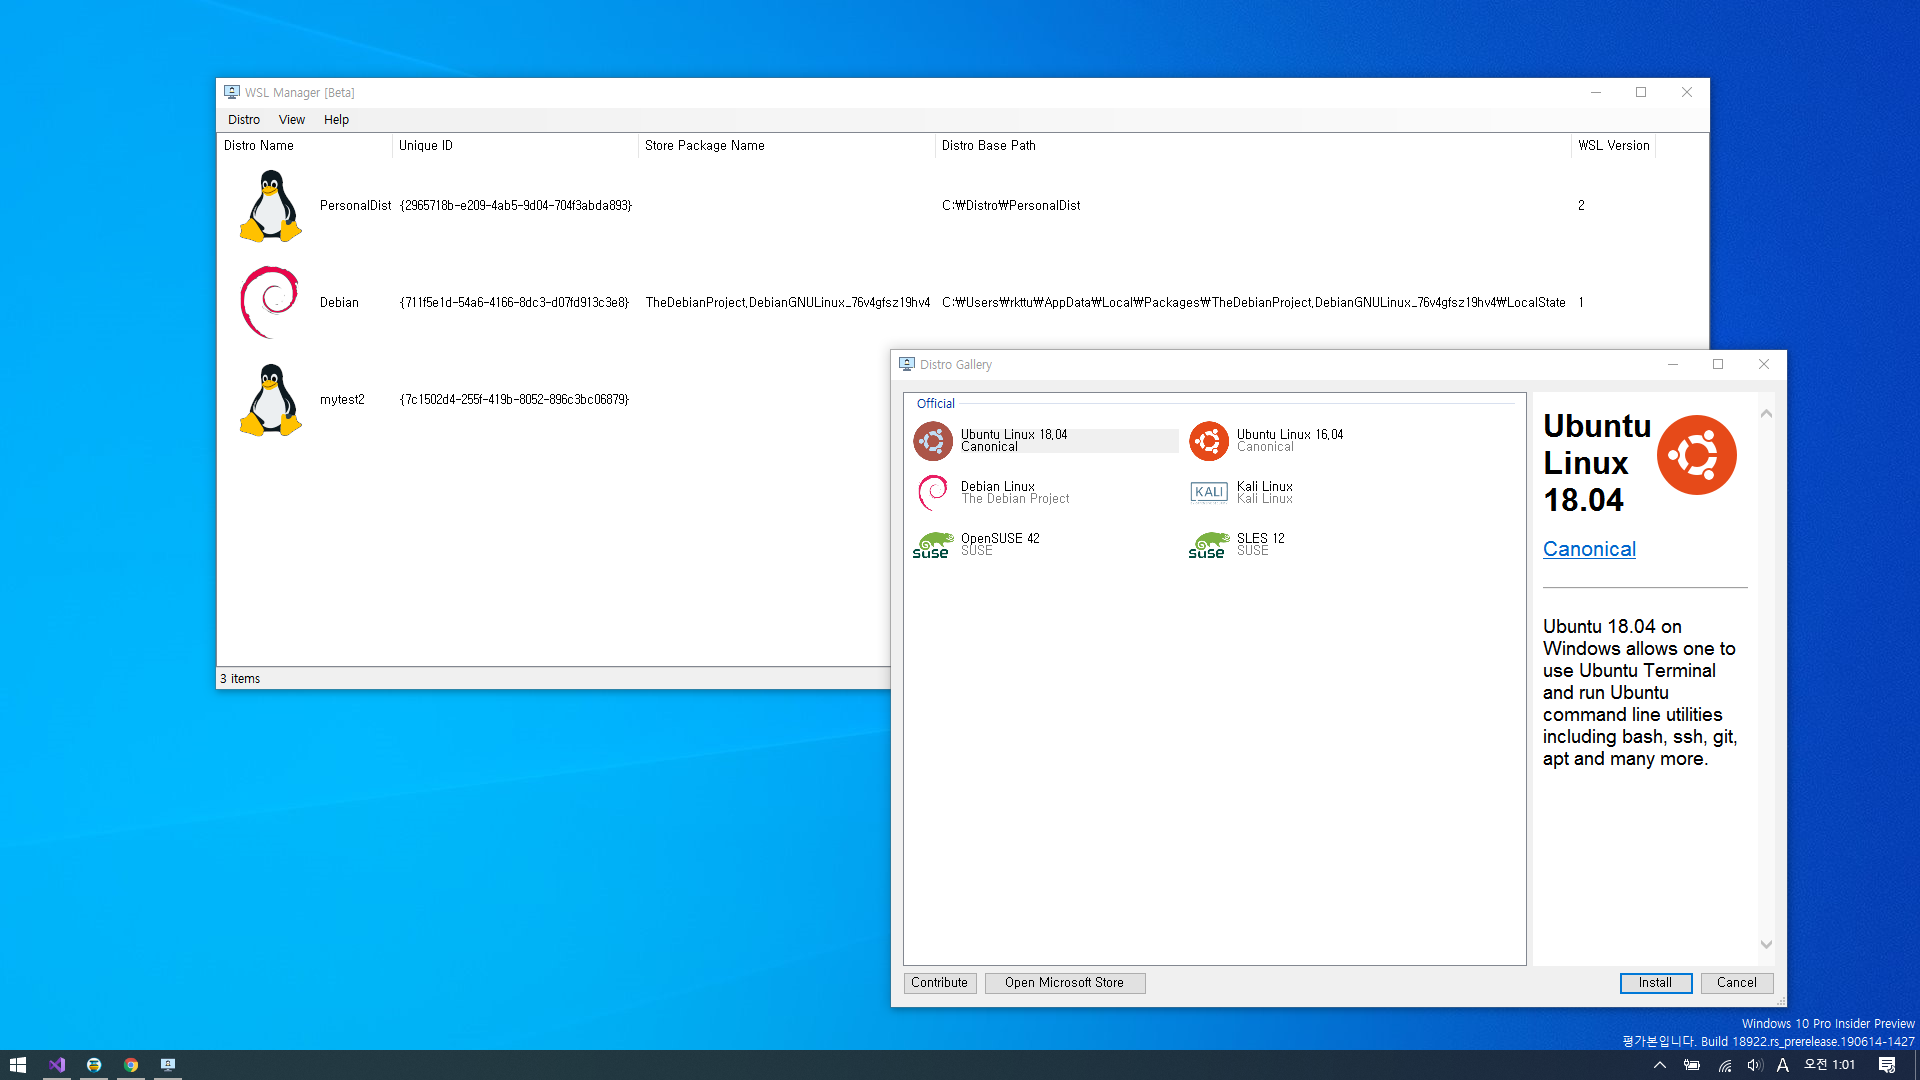 WSL Manager [Beta]
Distro View Help
Distro Name Unique ID Store Package Name Distro Base Path WSL Version
PersonalDist {2965718b-e209-4ab5-9d04-704f3abda893} C:₩Distro₩PersonalDist 2
Debian {711f5e1d-54a6-4166-8dc3-d07fd913c3e8} TheDebianProject.DebianGNULinux_76v4gfsz19hv4 C:₩Users₩rkttu₩AppData₩Local₩Packages₩TheDebianProject.DebianGNULinux_76v4gfsz19hv4₩LocalState 1
mytest2 {7c1502d4-255f-419b-8052-896c3bc06879}
3 items
Distro Gallery
Official
Ubuntu Linux 18.04
Canonical
Ubuntu Linux 16.04
Canonical
Debian Linux
The Debian Project
KALI
Kali Linux
Kali Linux
SUSE
OpenSUSE 42
SUSE
SUSE
SLES 12
SUSE
Ubuntu
Linux
18.04
Canonical
Ubuntu 18.04 on
Windows allows one to
use Ubuntu Terminal
and run Ubuntu
command line utilities
including bash, ssh, git,
apt and many more.
Contribute Open Microsoft Store Install Cancel
Windows 10 Pro Insider Preview
평가본입니다. Build 18922.rs_prerelease.190614-1427
A 오전 1:01